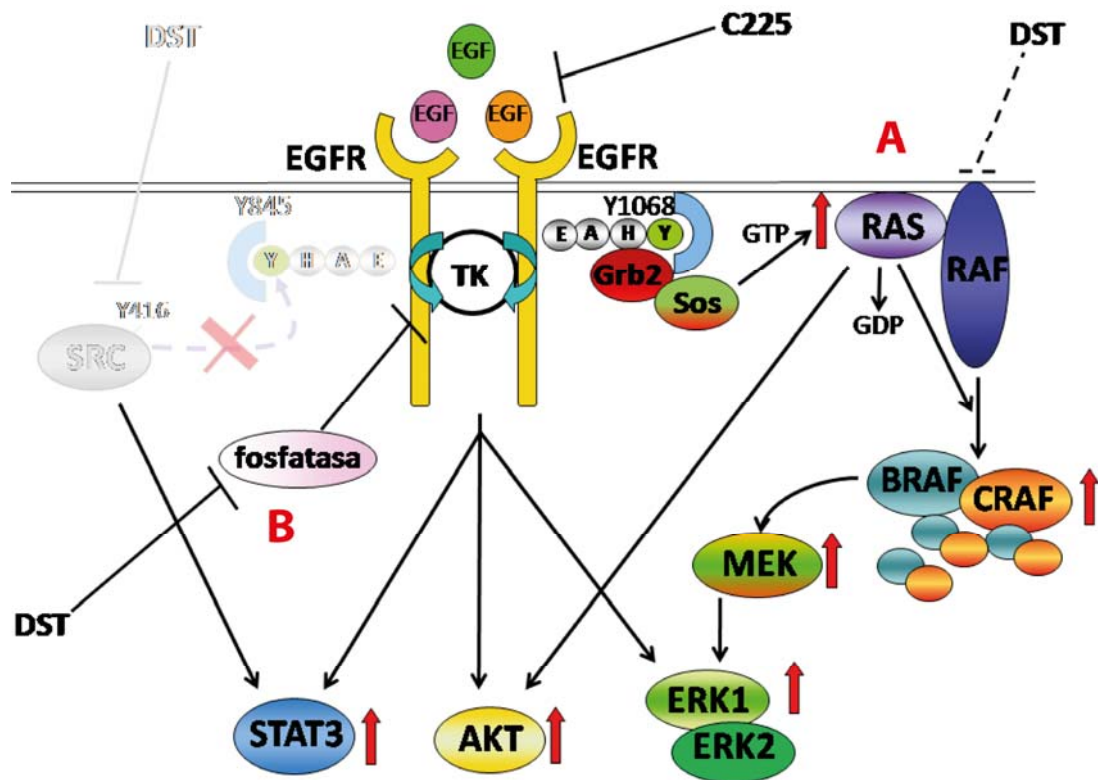 DST
EGF
C225
DST
EGF
EGF
A
EGFR
EGFR
Y845
Y1068
E A H Y
GTP
RAS
Y H A E
TK
Grb2
RAF
Sos
Y416
GDP
SRC
fosfatasa
BRAF
CRAF
B
MEK
DST
ERK1
STAT3
AKT
ERK2